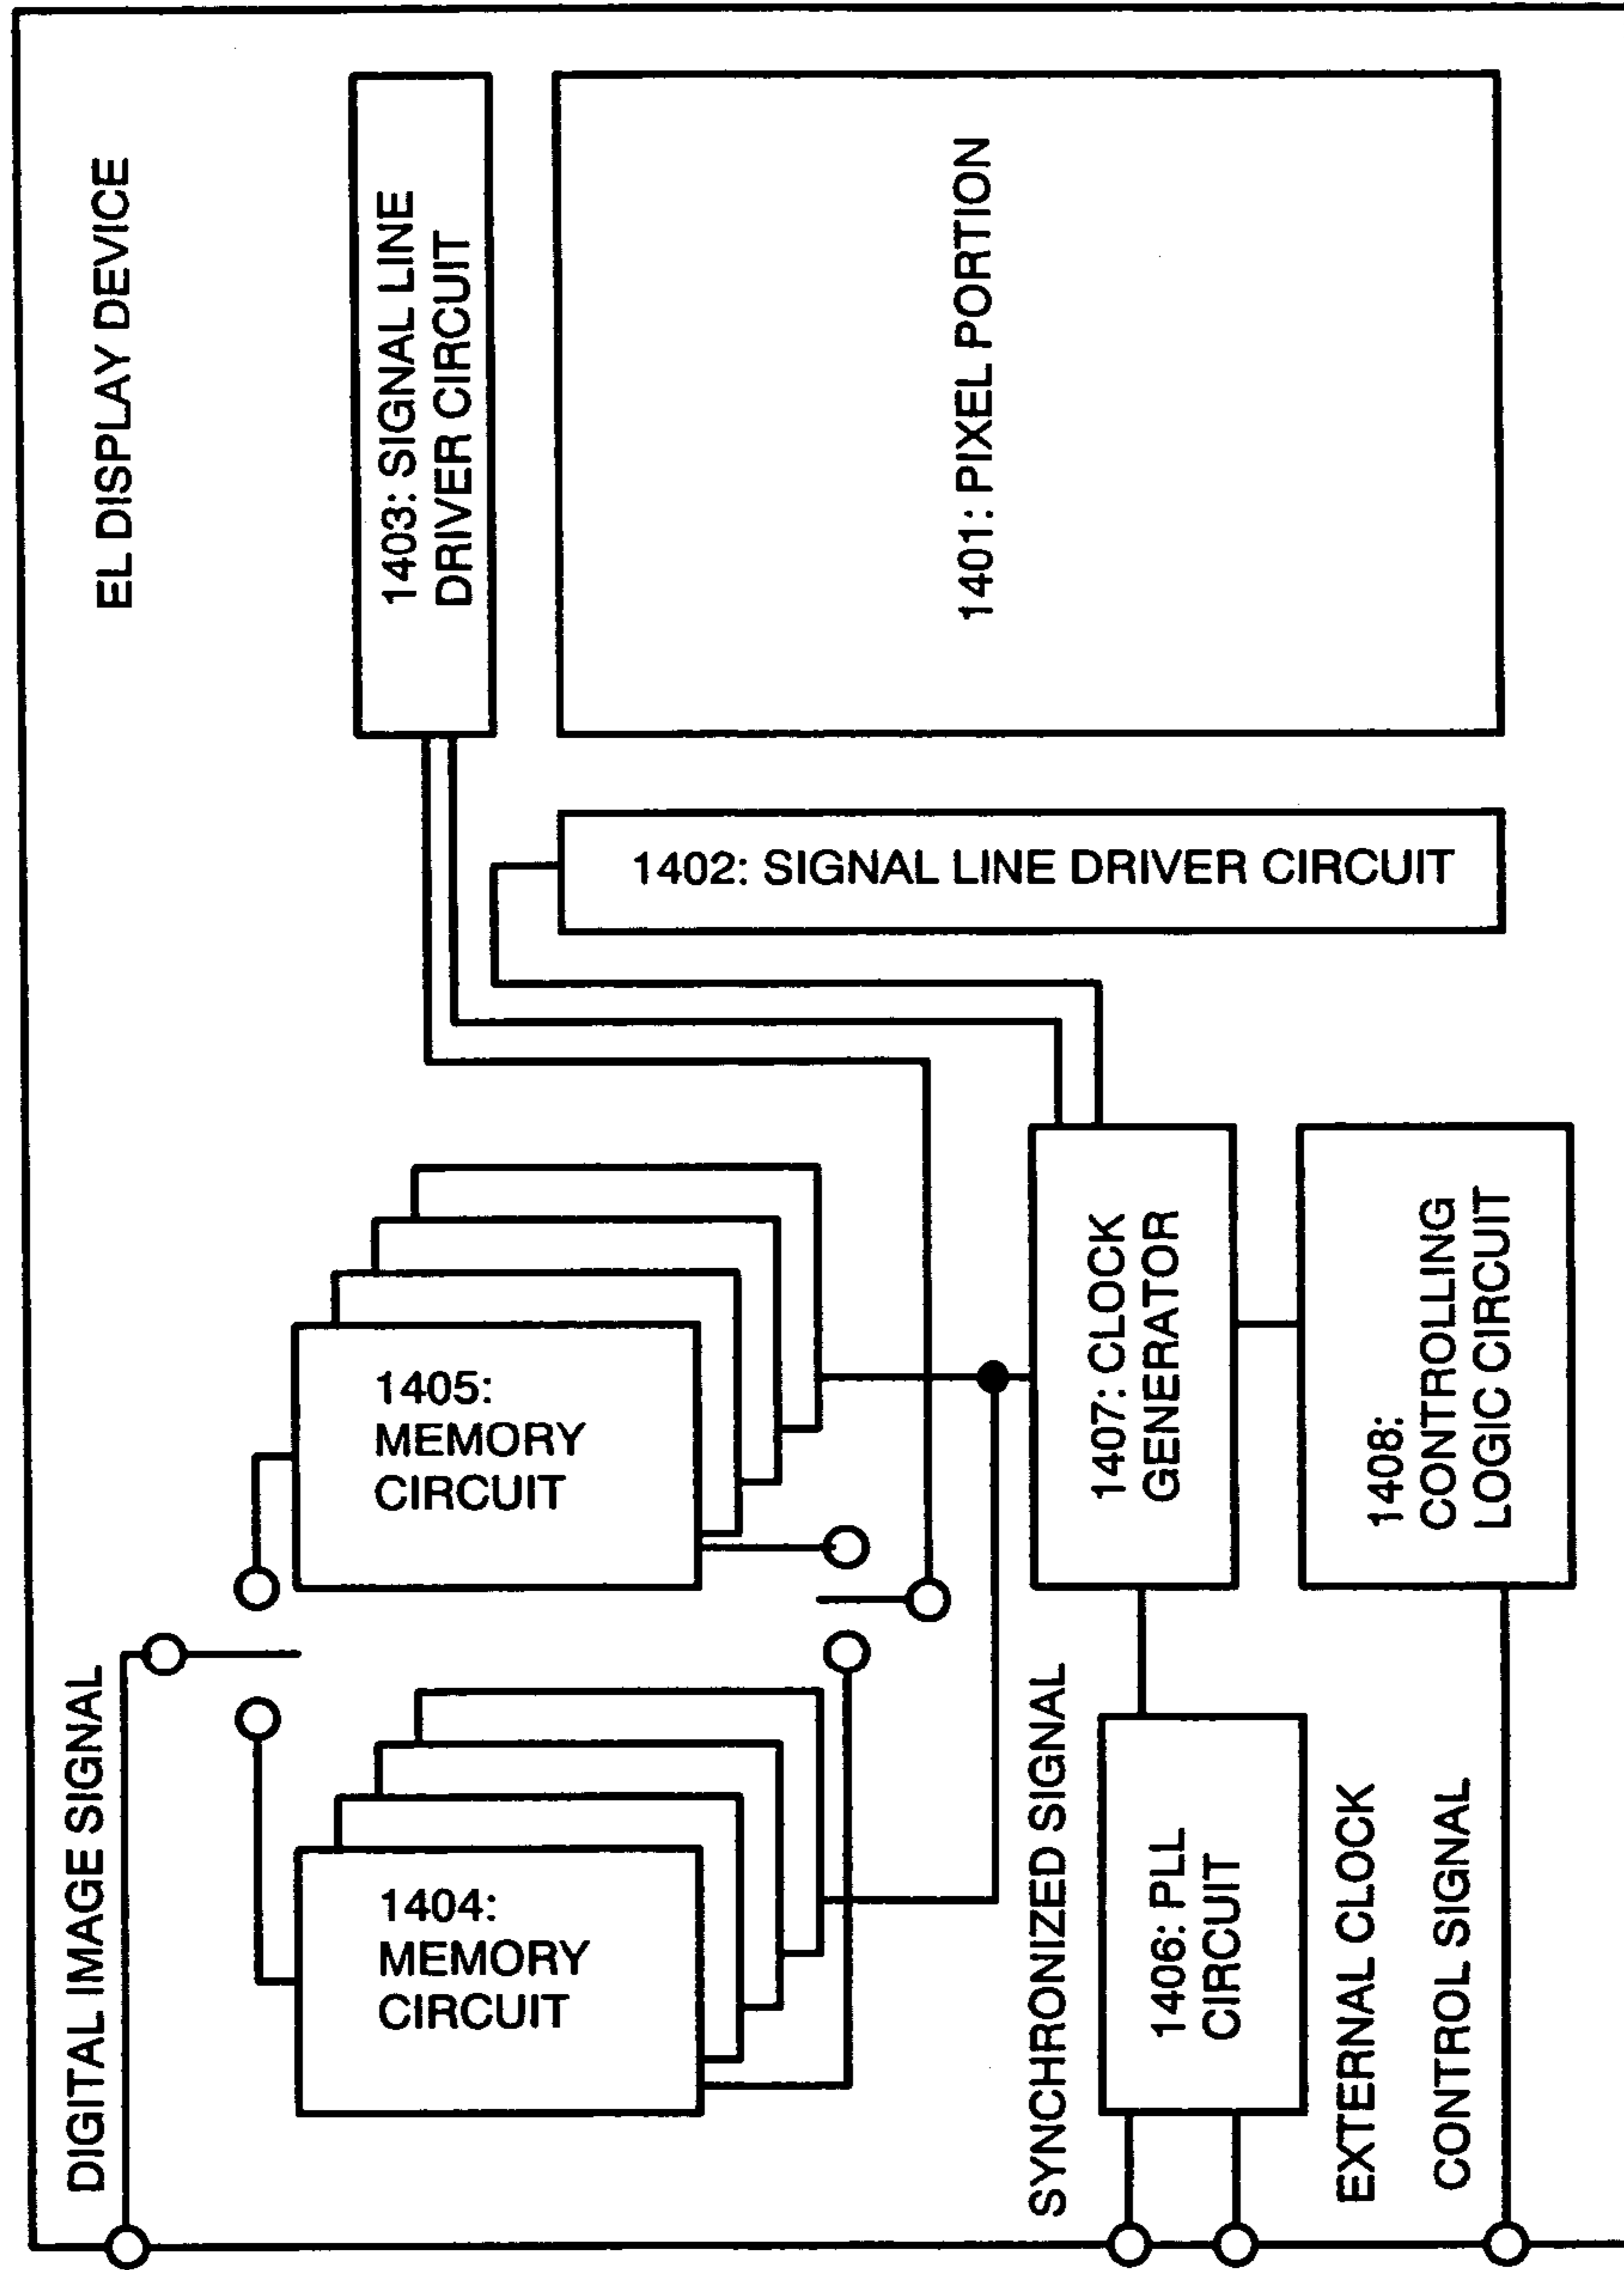 EL DISPLAY DEVICE
DIGITAL IMAGE SIGNAL
1403: SIGNAL LINE
DRIVER CIRCUIT
1404:
MEMORY
CIRCUIT
1405:
MEMORY
CIRCUIT
1402: SIGNAL LINE DRIVER CIRCUIT
1401: PIXEL PORTION
SYNCHRONIZED SIGNAL
1406: PLL
CIRCUIT
1407: CLOCK
GENERATOR
EXTERNAL CLOCK
CONTROL SIGNAL
1408:
CONTROLLING
LOGIC CIRCUIT